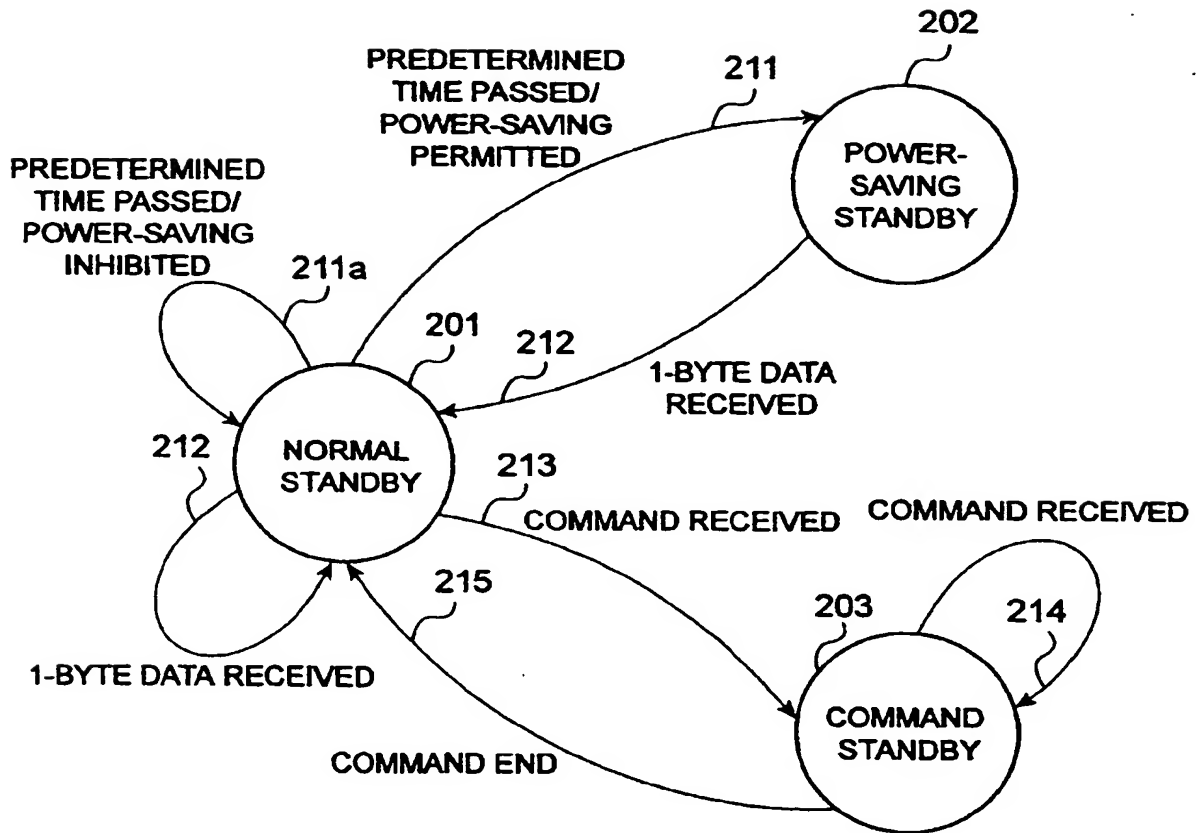 202
PREDETERMINED
TIME PASSED/
POWER-SAVING
PERMITTED
211
POWER-
SAVING
STANDBY
PREDETERMINED
TIME PASSED/
POWER-SAVING
INHIBITED
211a
201
212
1-BYTE DATA
RECEIVED
NORMAL
STANDBY
212
213
COMMAND RECEIVED
COMMAND RECEIVED
215
203
214
1-BYTE DATA RECEIVED
COMMAND
STANDBY
COMMAND END